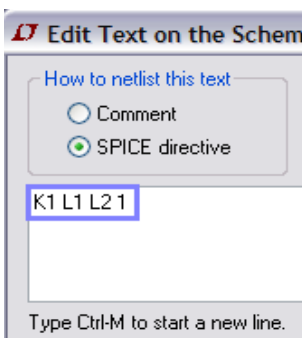 Edit Text on the Schem
How to netlist this text
Comment
SPICE directive
K1 L1 L2 1
Type Ctrl-M to start a new line.